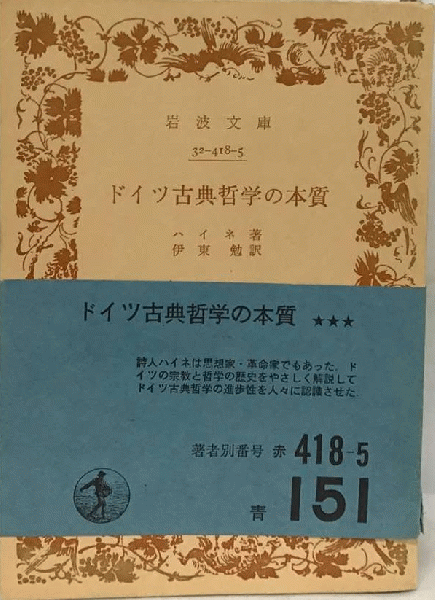 岩波文庫
32-418-5
ドイツ古典哲学の本質
ハイネ著
伊東勉訳
ドイツ古典哲学の本質 ★★★
詩人ハイネは思想家・革命家でもあった。ド
イツの宗教と哲学の歴史をやさしく解説して
ドイツ古典哲学の進歩性を人々に認識させた
著者別番号 赤 418-5
青 151